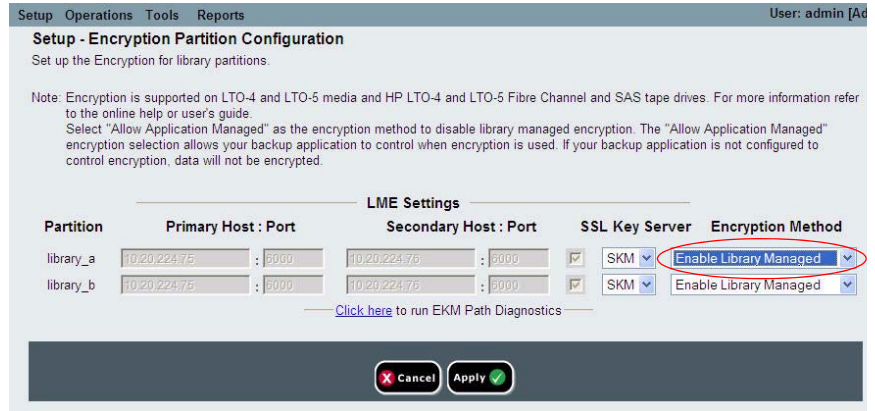 Setup Operations Tools Reports User: admin [Ad
Setup - Encryption Partition Configuration
Set up the Encryption for library partitions.
Note: Encryption is supported on LTO-4 and LTO-5 media and HP LTO-4 and LTO-5 Fibre Channel and SAS tape drives. For more information refer
to the online help or user's guide.
Select "Allow Application Managed" as the encryption method to disable library managed encryption. The "Allow Application Managed"
encryption selection allows your backup application to control when encryption is used. If your backup application is not configured to
control encryption, data will not be encrypted.
LME Settings
Partition Primary Host : Port Secondary Host : Port SSL Key Server Encryption Method
library_a 10.20.224.75 : 6000 10.20.224.76 : 6000 SKM Enable Library Managed
library_b 10.20.224.75 : 6000 10.20.224.76 : 6000 SKM Enable Library Managed
Click here to run EKM Path Diagnostics
Cancel Apply